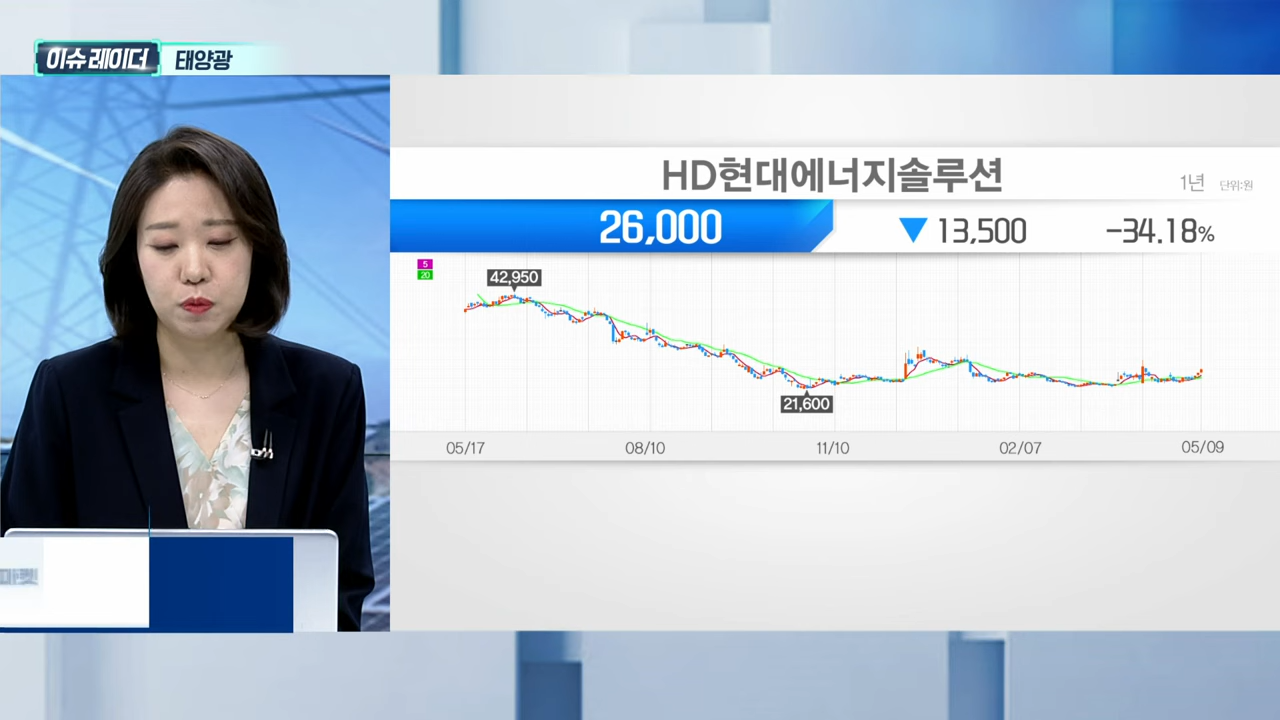 이슈 레이더 태양광
HD현대에너지솔루션
1년 단위:원
26,000 ▼ 13,500 -34.18%
5
20
42,950
21,600
05/17 08/10 11/10 02/07 05/09
마켓